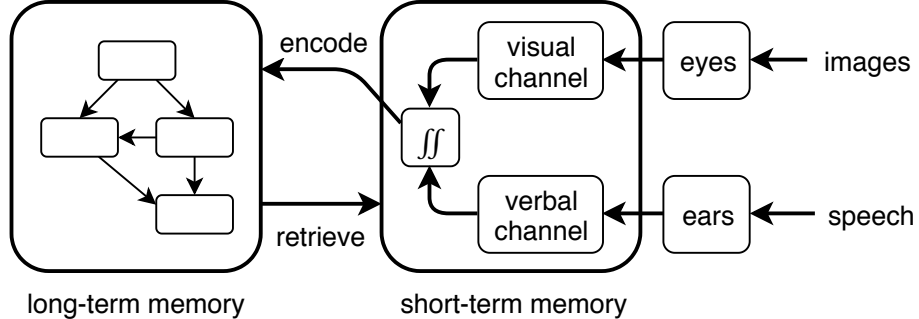 encode
visual
channel
eyes
images
∬
verbal
channel
ears
speech
retrieve
long-term memory
short-term memory